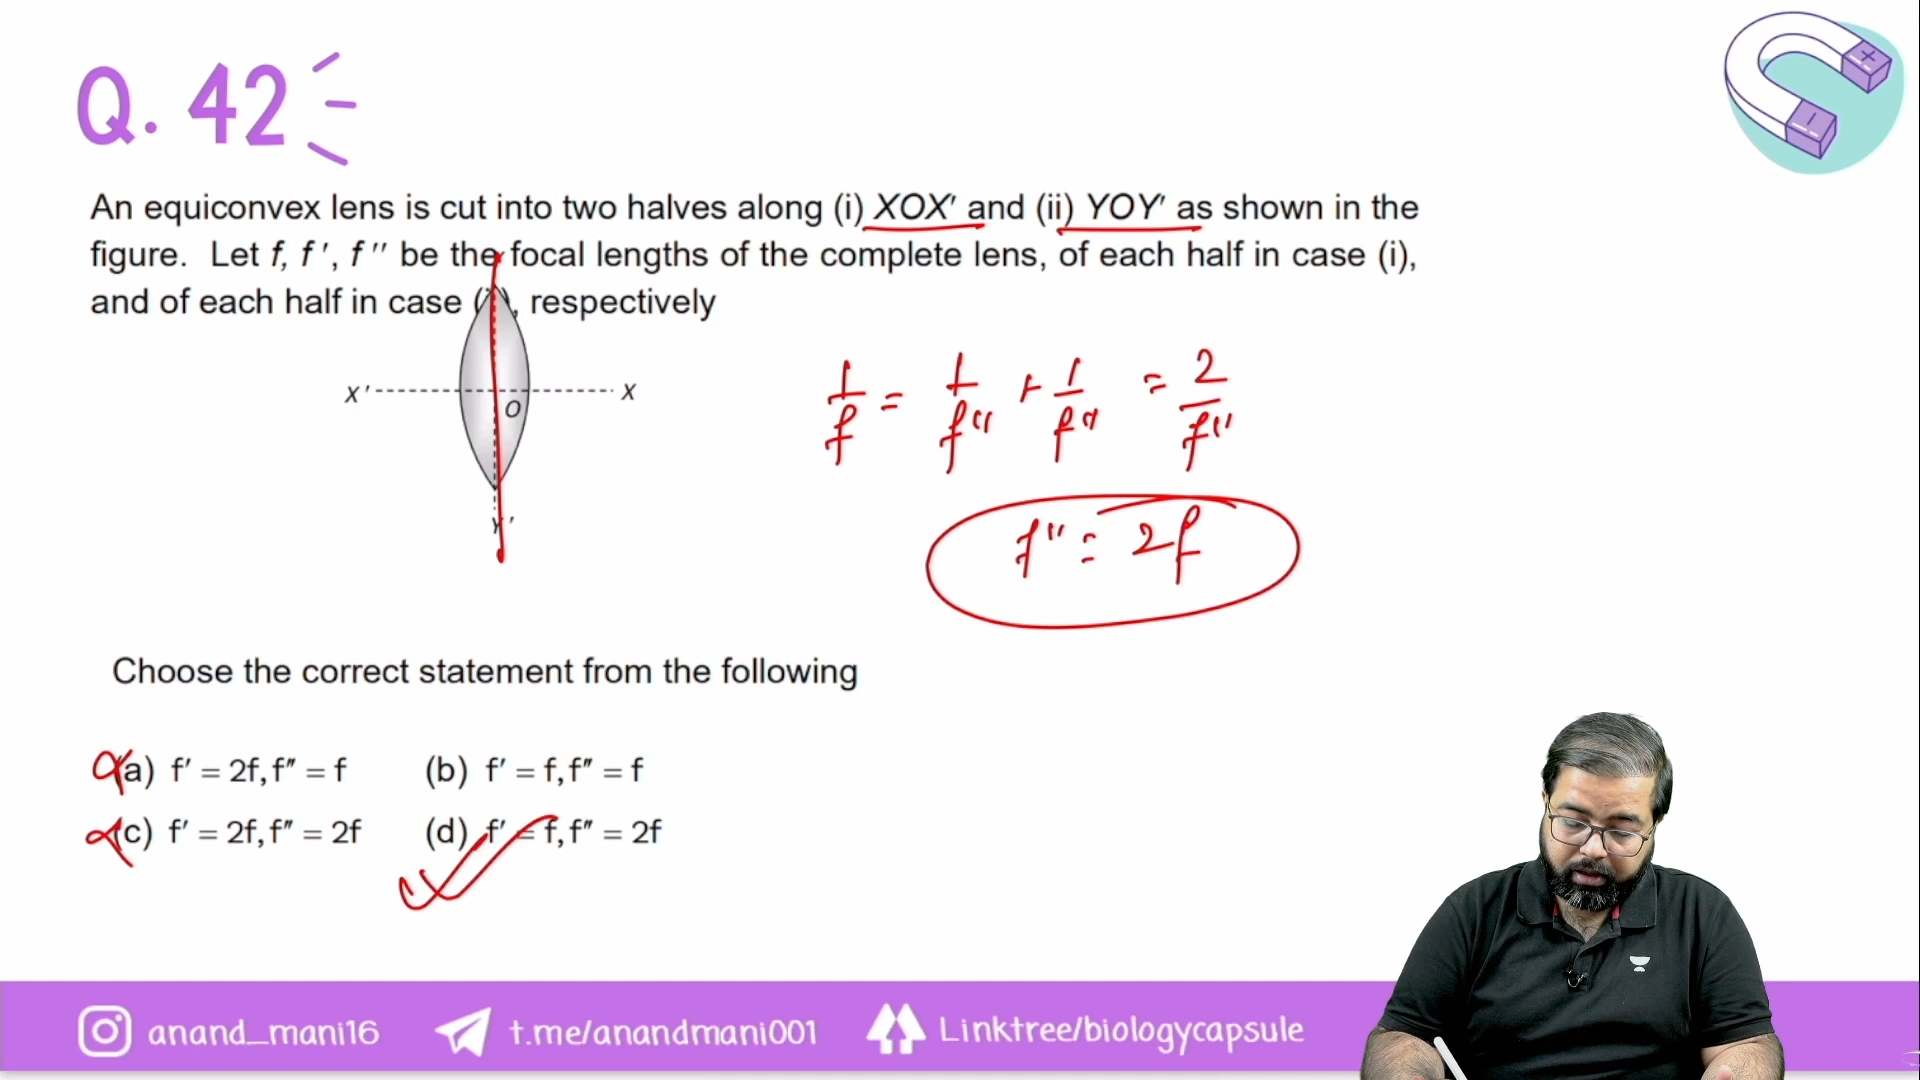 Q. 42
An equiconvex lens is cut into two halves along (i) XOX′ and (ii) YOY′ as shown in the
figure. Let f, f ′, f ″ be the focal lengths of the complete lens, of each half in case (i),
and of each half in case ( ), respectively
X′ O X
Y′
1/f = 1/f" + 1/f" = 2/f"
f" = 2f
Choose the correct statement from the following
(a) f′ = 2f, f″ = f (b) f′ = f, f″ = f
(c) f′ = 2f, f″ = 2f (d) f′ = f, f″ = 2f
anand_mani16 t.me/anandmani001 Linktree/biologycapsule